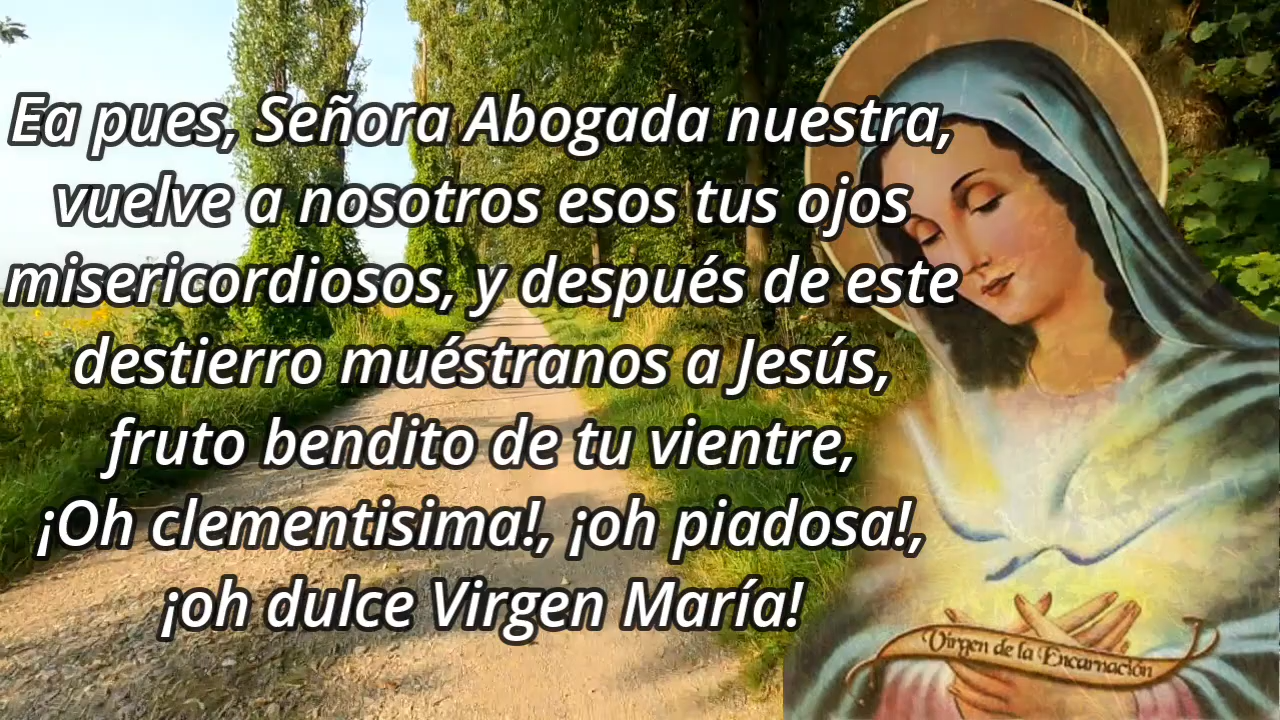 Ea pues, Señora Abogada nuestra,
vuelve a nosotros esos tus ojos
misericordiosos, y después de este
destierro muéstranos a Jesús,
fruto bendito de tu vientre,
¡Oh clementisima!, ¡oh piadosa!,
¡oh dulce Virgen María!
Virgen de la Encarnación